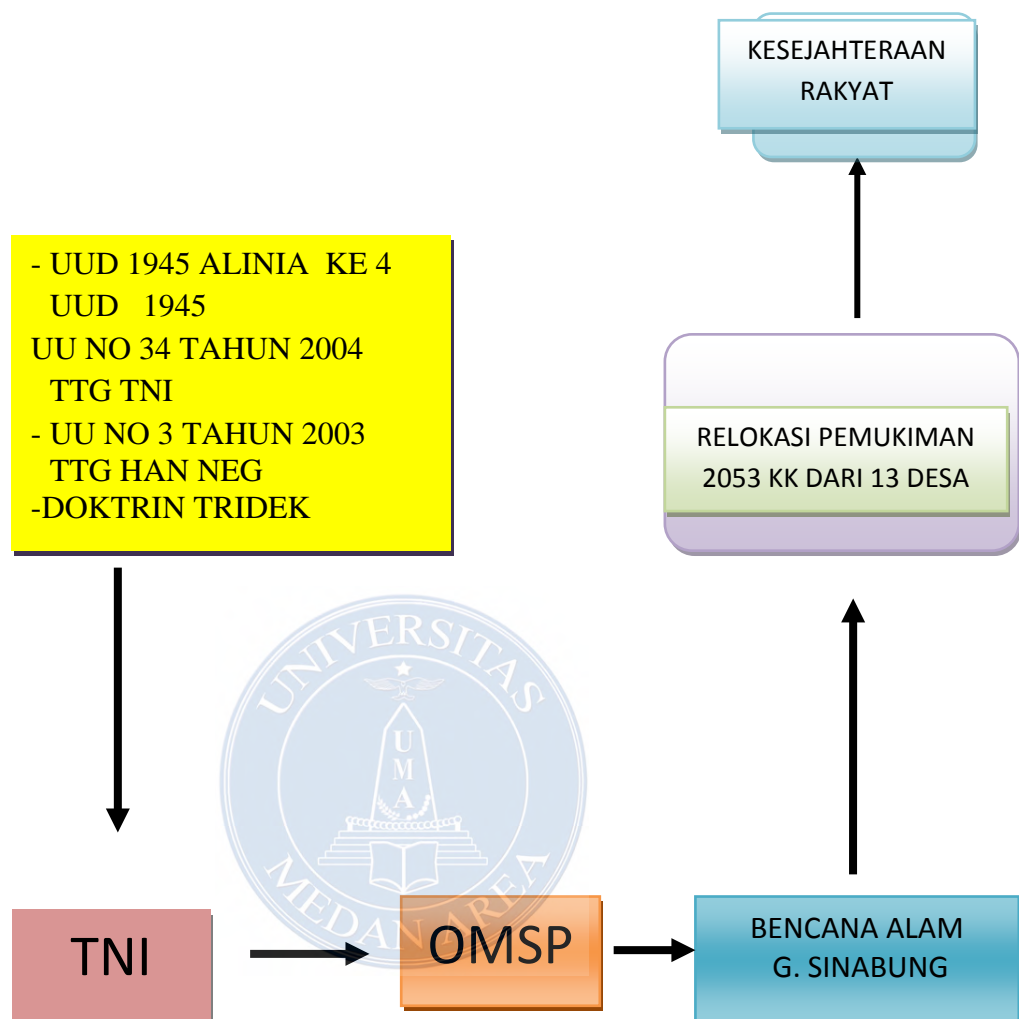 KESEJAHTERAAN
RAKYAT
- UUD 1945 ALINIA KE 4
UUD 1945
UU NO 34 TAHUN 2004
TTG TNI
- UU NO 3 TAHUN 2003
TTG HAN NEG
-DOKTRIN TRIDEK
RELOKASI PEMUKIMAN
2053 KK DARI 13 DESA
UNIVERSITAS
U
M
A
MEDAN AREA
TNI
OMSP
BENCANA ALAM
G. SINABUNG